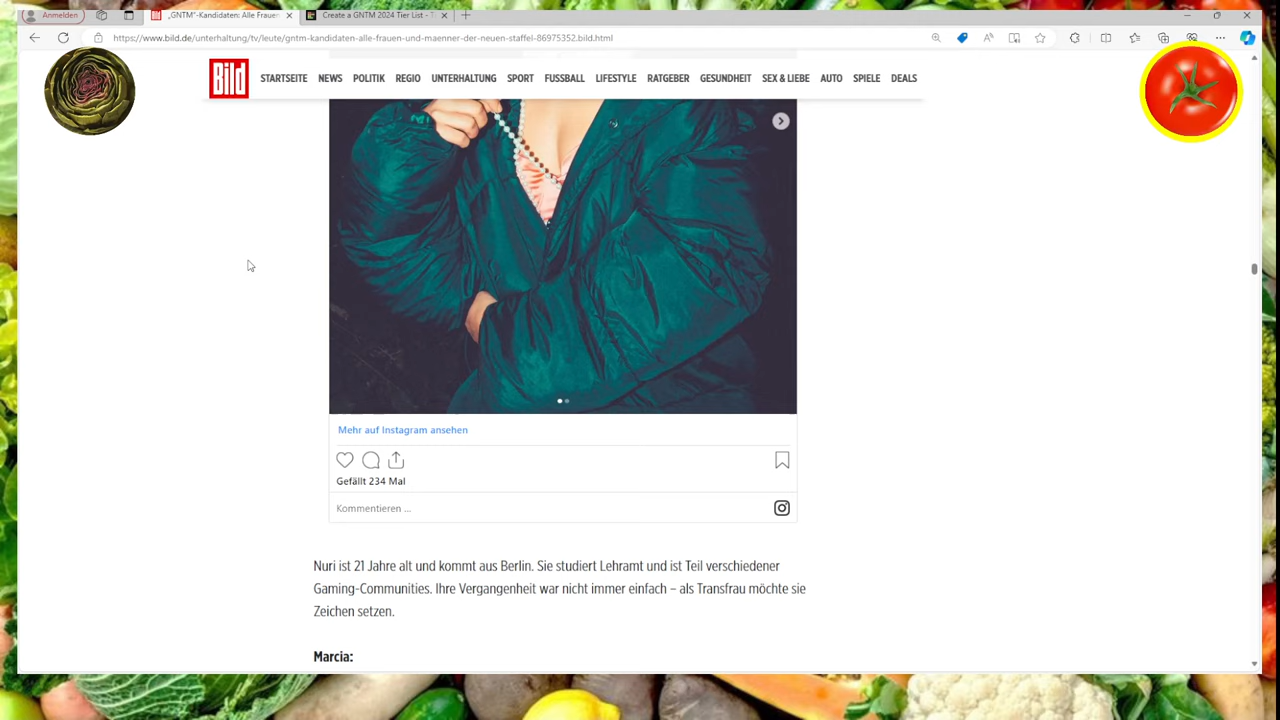 Anmelden
„GNTM“-Kandidaten: Alle Frauen
Create a GNTM 2024 Tier List - T
https://www.bild.de/unterhaltung/tv/leute/gntm-kandidaten-alle-frauen-und-maenner-der-neuen-staffel-86975352.bild.html
Bild STARTSEITE NEWS POLITIK REGIO UNTERHALTUNG SPORT FUSSBALL LIFESTYLE RATGEBER GESUNDHEIT SEX & LIEBE AUTO SPIELE DEALS
Mehr auf Instagram ansehen
Gefällt 234 Mal
Kommentieren ...
Nuri ist 21 Jahre alt und kommt aus Berlin. Sie studiert Lehramt und ist Teil verschiedener
Gaming-Communities. Ihre Vergangenheit war nicht immer einfach – als Transfrau möchte sie
Zeichen setzen.
Marcia: